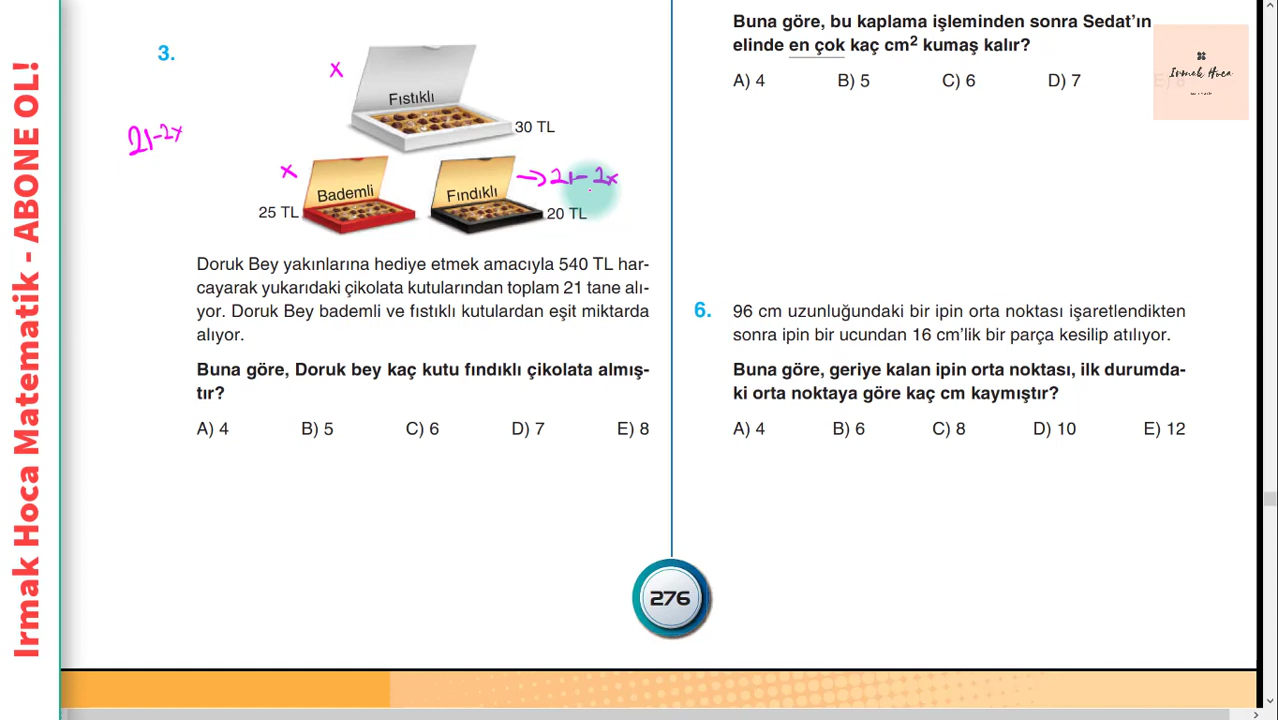 Irmak Hoca Matematik - ABONE OL!
3.
x
Fıstıklı
30 TL
21-2x
x
Bademli
25 TL
Fındıklı
→21-2x
20 TL
Doruk Bey yakınlarına hediye etmek amacıyla 540 TL har-
cayarak yukarıdaki çikolata kutularından toplam 21 tane alı-
yor. Doruk Bey bademli ve fıstıklı kutulardan eşit miktarda
alıyor.
Buna göre, Doruk bey kaç kutu fındıklı çikolata almış-
tır?
A) 4 B) 5 C) 6 D) 7 E) 8
Buna göre, bu kaplama işleminden sonra Sedat'ın
elinde en çok kaç cm² kumaş kalır?
A) 4 B) 5 C) 6 D) 7 E) 8
Irmak Hoca
6.
96 cm uzunluğundaki bir ipin orta noktası işaretlendikten
sonra ipin bir ucundan 16 cm'lik bir parça kesilip atılıyor.
Buna göre, geriye kalan ipin orta noktası, ilk durumda-
ki orta noktaya göre kaç cm kaymıştır?
A) 4 B) 6 C) 8 D) 10 E) 12
276